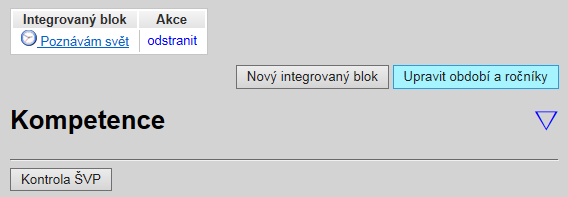 Integrovaný blok Akce
Poznávám svět odstranit
Nový integrovaný blok Upravit období a ročníky
Kompetence
Kontrola ŠVP